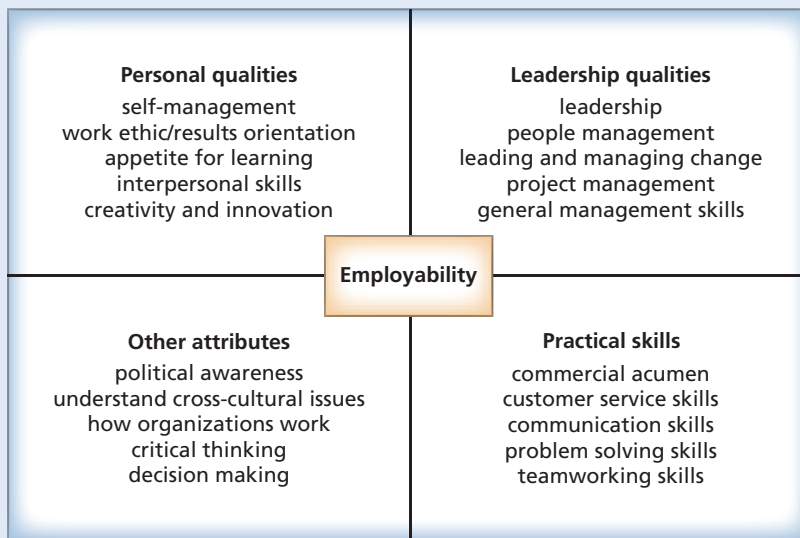 Personal qualities
self-management
work ethic/results orientation
appetite for learning
interpersonal skills
creativity and innovation
Leadership qualities
leadership
people management
leading and managing change
project management
general management skills
Employability
Other attributes
political awareness
understand cross-cultural issues
how organizations work
critical thinking
decision making
Practical skills
commercial acumen
customer service skills
communication skills
problem solving skills
teamworking skills